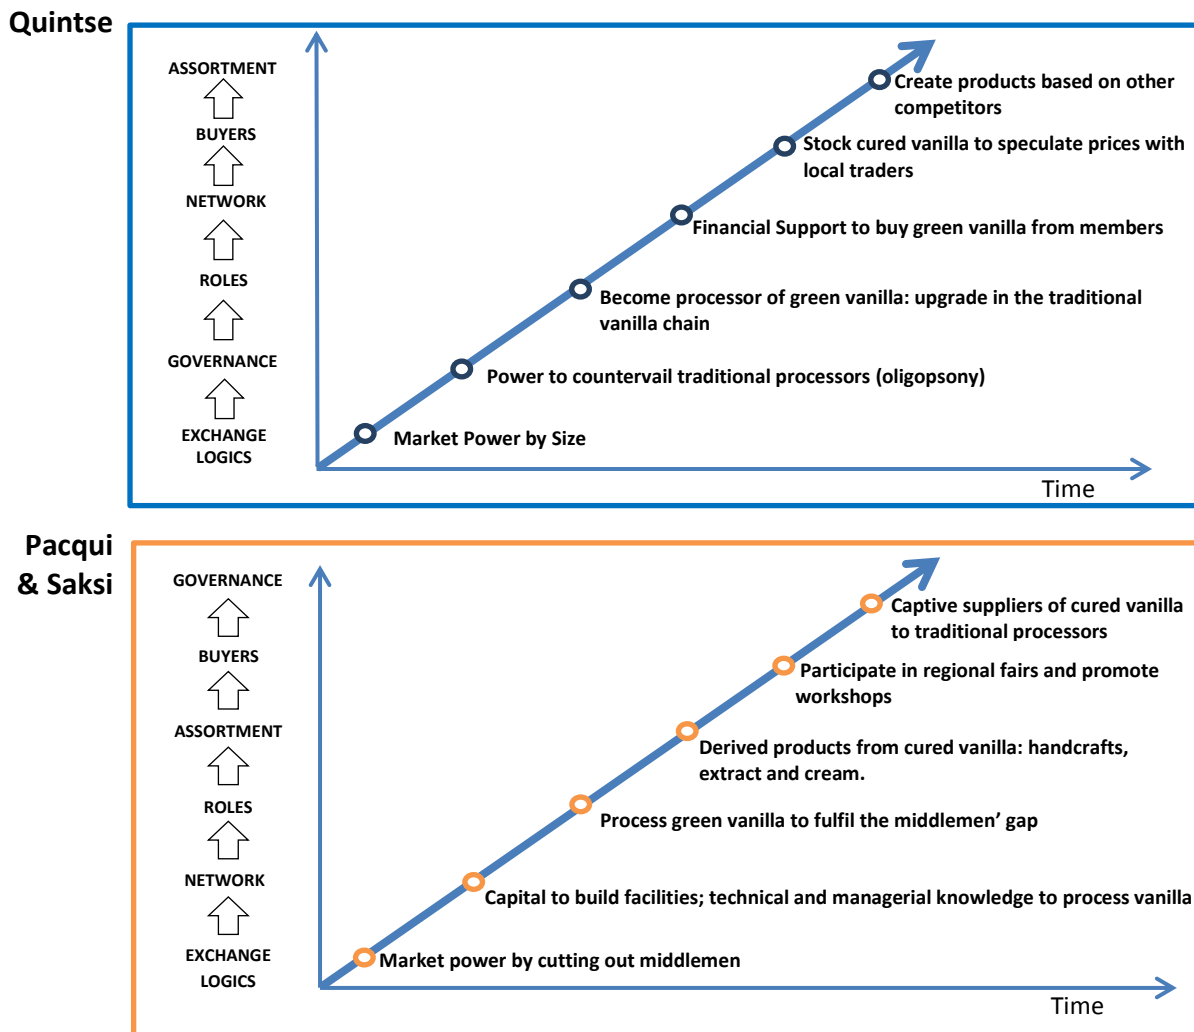 Quintse
ASSORTMENT
BUYERS
NETWORK
ROLES
GOVERNANCE
EXCHANGE
LOGICS
Create products based on other
competitors
Stock cured vanilla to speculate prices with
local traders
Financial Support to buy green vanilla from members
Become processor of green vanilla: upgrade in the traditional
vanilla chain
Power to countervail traditional processors (oligopsony)
Market Power by Size
Time
Pacqui
& Saksi
GOVERNANCE
BUYERS
ASSORTMENT
ROLES
NETWORK
EXCHANGE
LOGICS
Captive suppliers of cured vanilla
to traditional processors
Participate in regional fairs and promote
workshops
Derived products from cured vanilla: handcrafts,
extract and cream.
Process green vanilla to fulfil the middlemen' gap
Capital to build facilities; technical and managerial knowledge to process vanilla
Market power by cutting out middlemen
Time